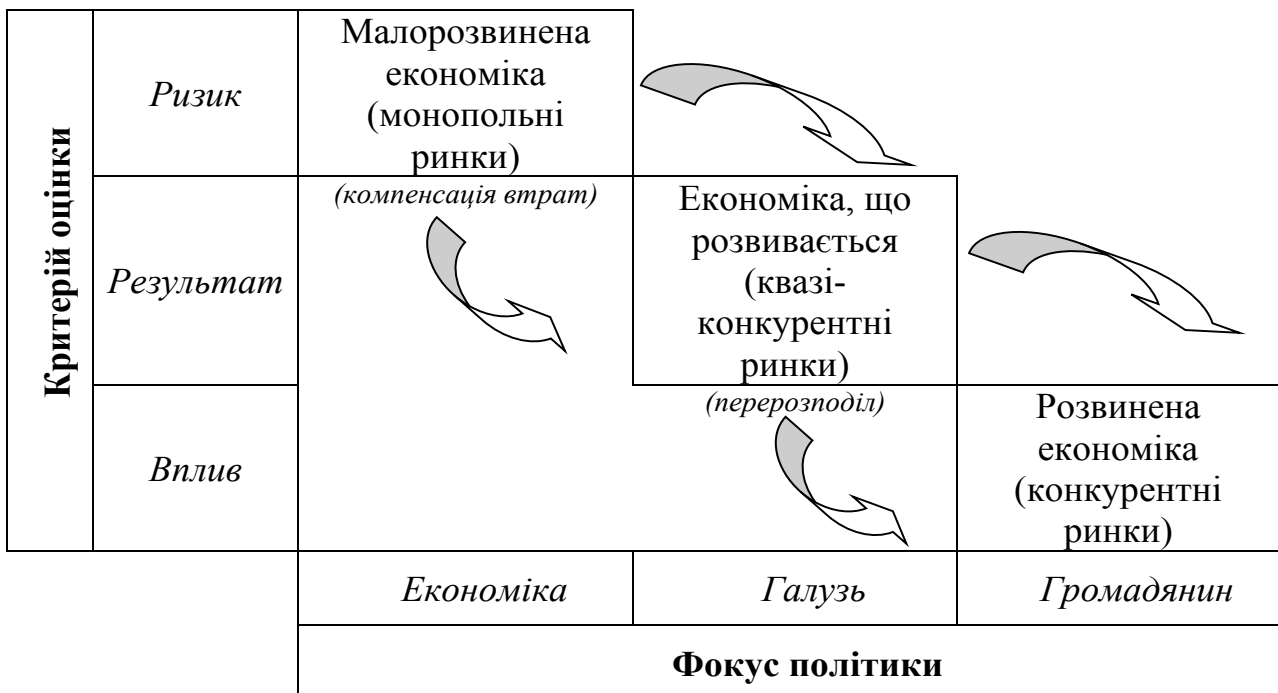 Критерій оцінки
Ризик
Малорозвинена
економіка
(монопольні
ринки)
Результат
(компенсація втрат)
Економіка, що
розвивається
(квазі-
конкурентні
ринки)
Вплив
(перерозподіл)
Розвинена
економіка
(конкурентні
ринки)
Економіка
Галузь
Громадянин
Фокус політики